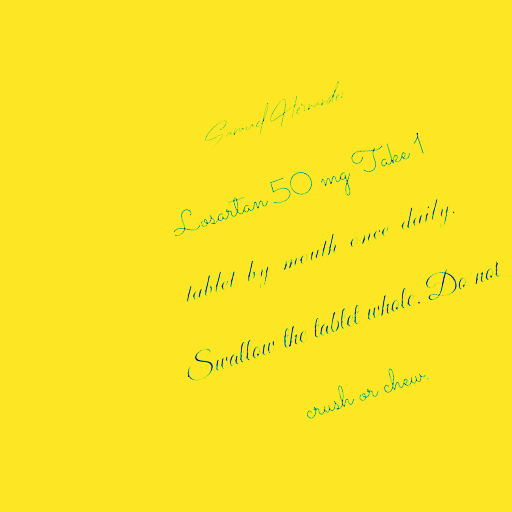 Hernandez
Losartan 50 mg Take 1
tablet by mouth once daily.
Swallow the tablet whole. Do not
crush or chew